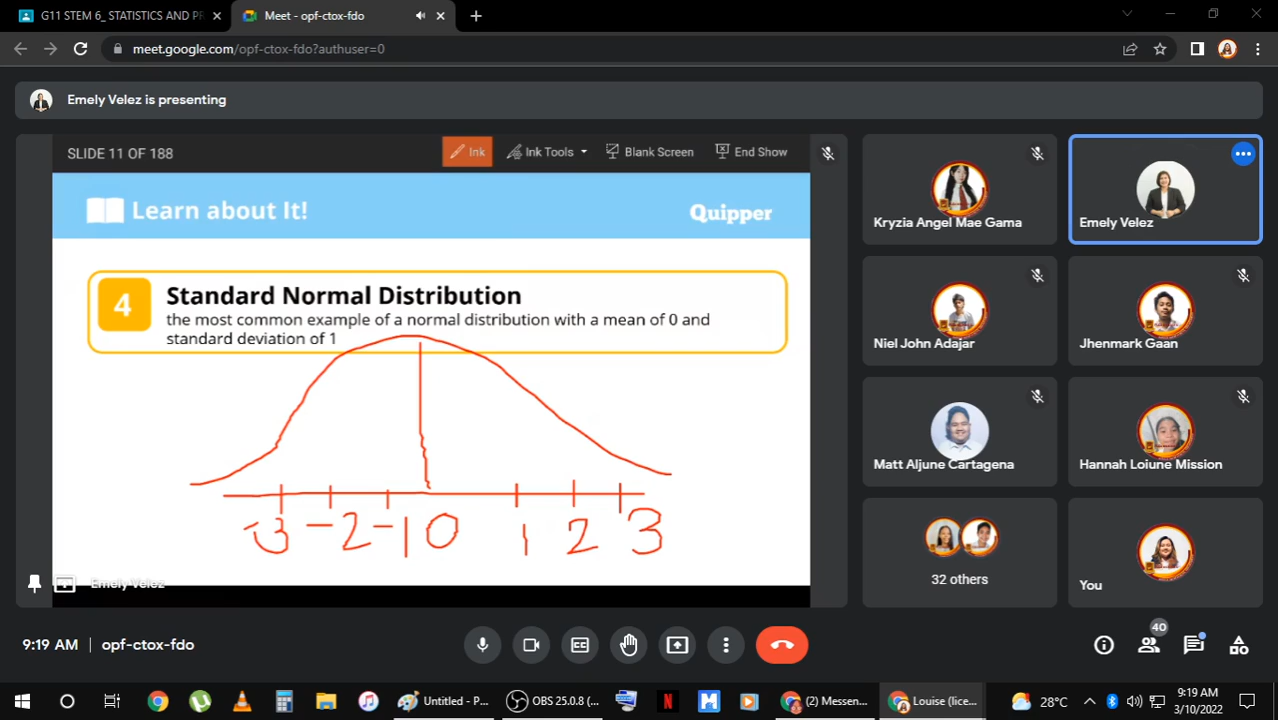 G11 STEM 6_ STATISTICS AND PR
Meet - opf-ctox-fdo
meet.google.com/opf-ctox-fdo?authuser=0
Emely Velez is presenting
SLIDE 11 OF 188
Ink
Ink Tools
Blank Screen
End Show
Learn about It!
Quipper
4
Standard Normal Distribution
the most common example of a normal distribution with a mean of 0 and
standard deviation of 1
-3 -2 -1 0 1 2 3
Emely Velez
Kryzia Angel Mae Gama
Emely Velez
Niel John Adajar
Jhenmark Gaan
Matt Aljune Cartagena
Hannah Loiune Mission
32 others
You
9:19 AM | opf-ctox-fdo
40
Untitled - P...
OBS 25.0.8 (...
(2) Messen...
Louise (lice...
28°C
9:19 AM
3/10/2022